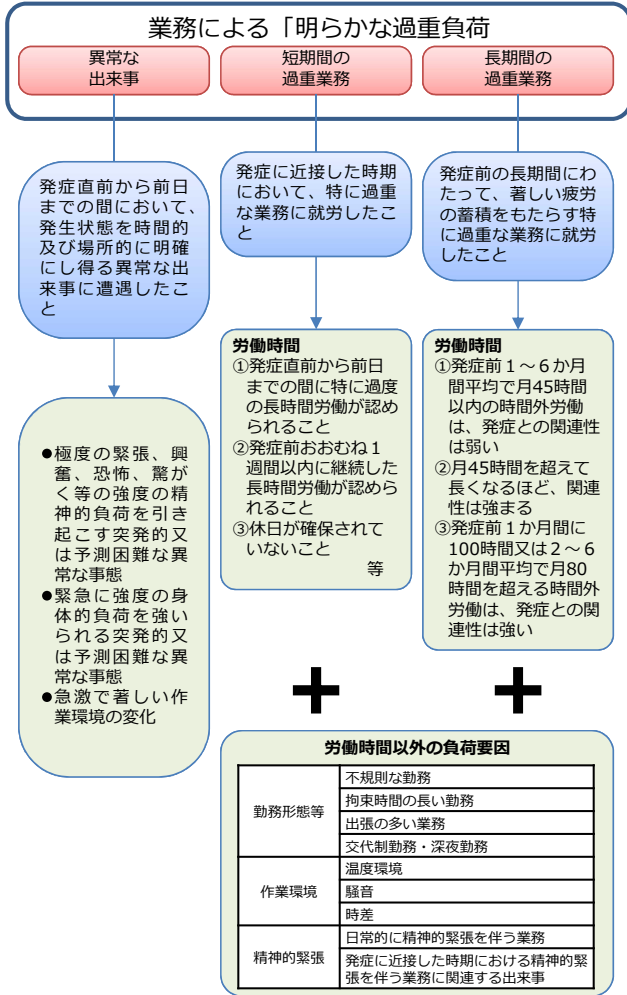 業務による「明らかな過重負荷
異常な
出来事
短期間の
過重業務
長期間の
過重業務
発症直前から前日
までの間において、
発生状態を時間的
及び場所的に明確
にし得る異常な出
来事に遭遇したこ
と
発症に近接した時期
において、特に過重
な業務に就労したこ
と
発症前の長期間にわ
たって、著しい疲労
の蓄積をもたらす特
に過重な業務に就労
したこと
●極度の緊張、興
奮、恐怖、驚が
く等の強度の精
神的負荷を引き
起こす突発的又
は予測困難な異
常な事態
●緊急に強度の身
体的負荷を強い
られる突発的又
は予測困難な異
常な事態
●急激で著しい作
業環境の変化
労働時間
①発症直前から前日
までの間に特に過度
の長時間労働が認め
られること
②発症前おおむね１
週間以内に継続した
長時間労働が認めら
れること
③休日が確保されて
いないこと
等
労働時間
①発症前１～６か月
間平均で月45時間
以内の時間外労働
は、発症との関連性
は弱い
②月45時間を超えて
長くなるほど、関連
性は強まる
③発症前１か月間に
100時間又は２～６
か月間平均で月80
時間を超える時間外
労働は、発症との関
連性は強い
＋
＋
労働時間以外の負荷要因
勤務形態等
不規則な勤務
拘束時間の長い勤務
出張の多い業務
交代制勤務・深夜勤務
作業環境
温度環境
騒音
時差
精神的緊張
日常的に精神的緊張を伴う業務
発症に近接した時期における精神的緊
張を伴う業務に関連する出来事